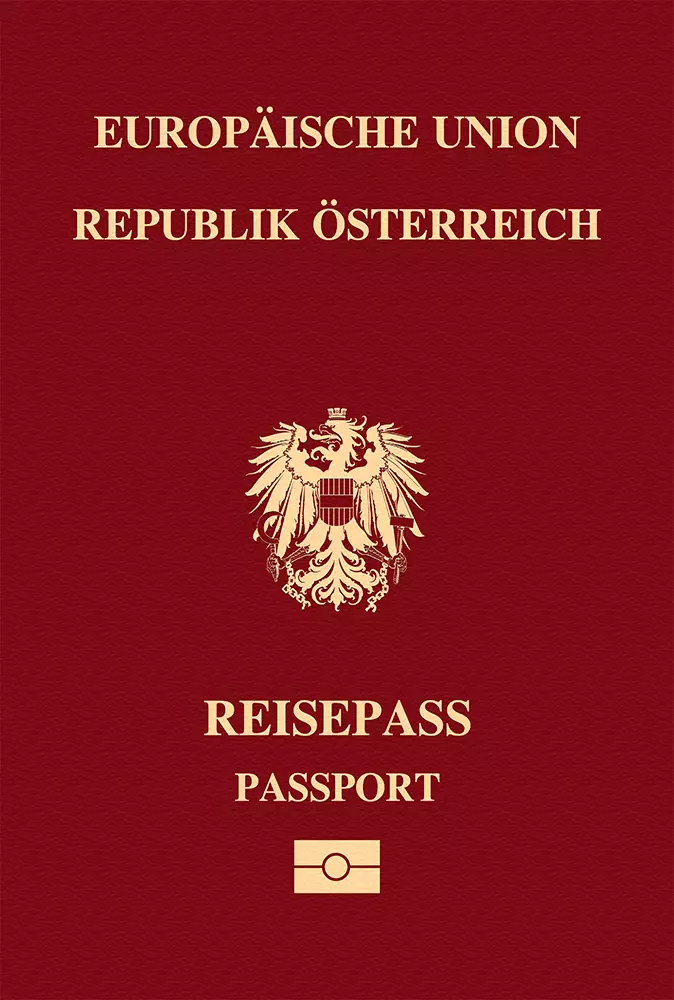 EUROPÄISCHE UNION
REPUBLIK ÖSTERREICH
REISEPASS
PASSPORT